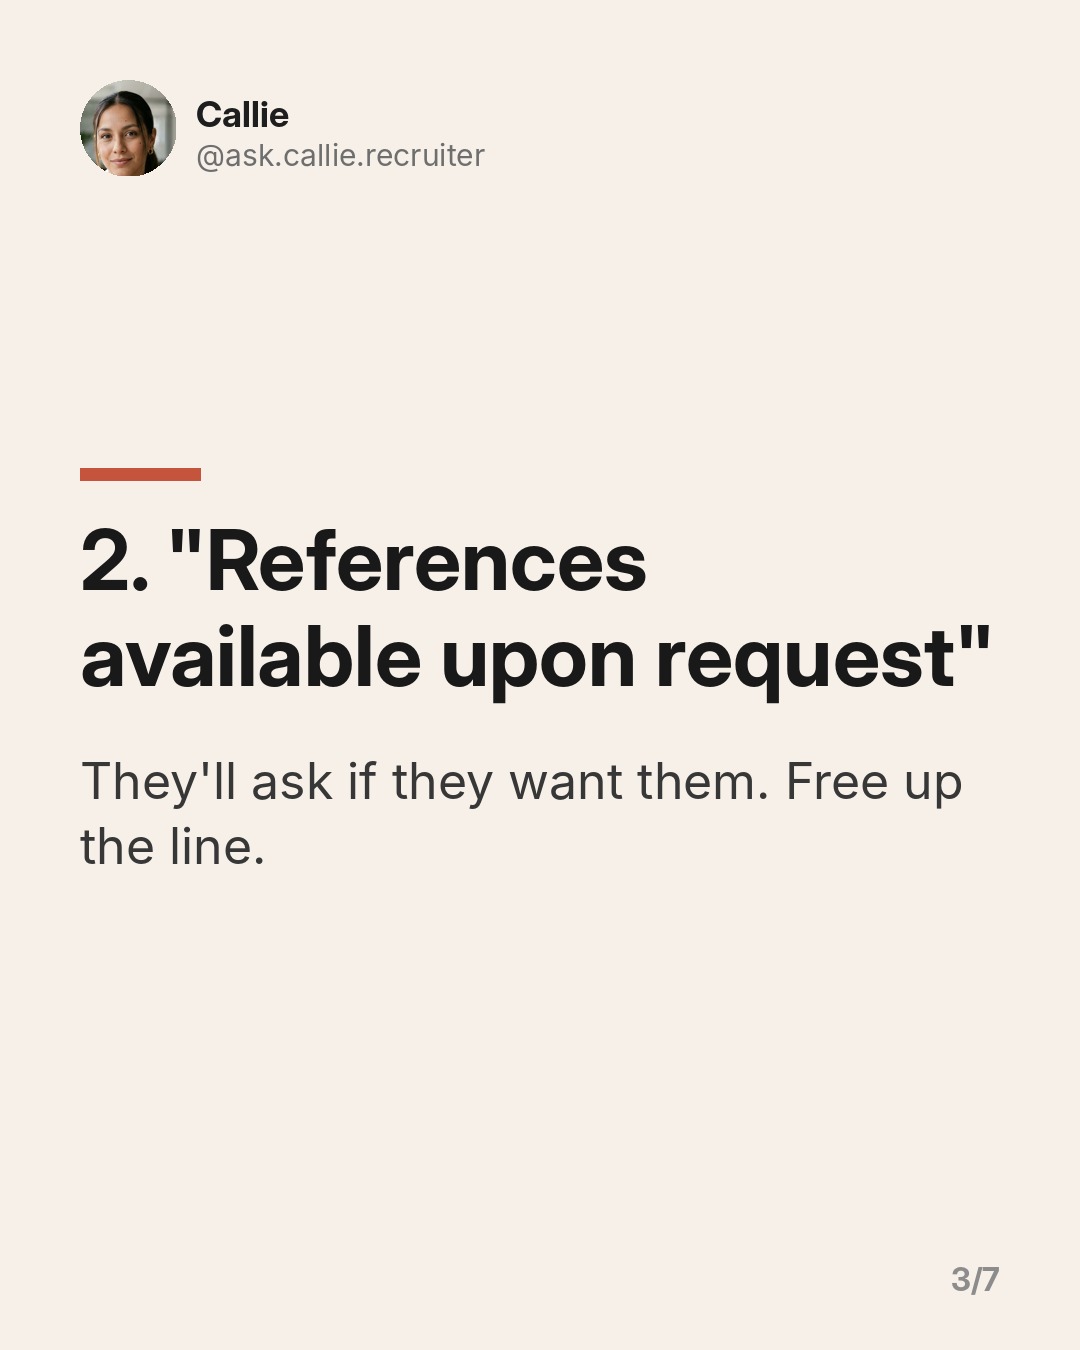 Callie
@ask.callie.recruiter
2. "References
available upon request"
They'll ask if they want them. Free up
the line.
3/7